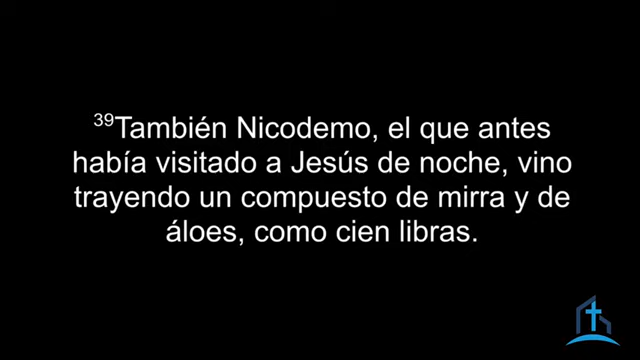 ³⁹También Nicodemo, el que antes
había visitado a Jesús de noche, vino
trayendo un compuesto de mirra y de
áloes, como cien libras.